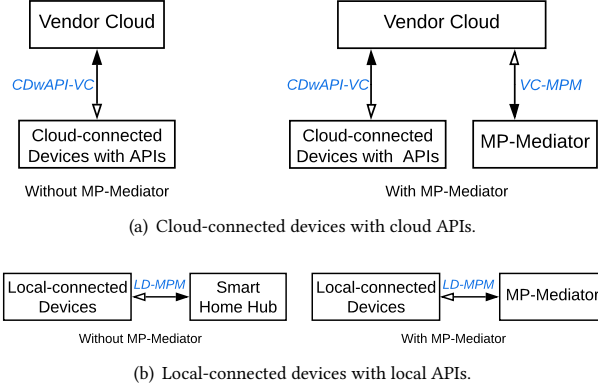 Vendor Cloud
CDwAPI-VC
Cloud-connected
Devices with APIs
Without MP-Mediator
Vendor Cloud
CDwAPI-VC
VC-MPM
Cloud-connected
Devices with APIs
MP-Mediator
With MP-Mediator
(a) Cloud-connected devices with cloud APIs.
Local-connected
Devices
LD-MPM
Smart
Home Hub
Without MP-Mediator
Local-connected
Devices
LD-MPM
MP-Mediator
With MP-Mediator
(b) Local-connected devices with local APIs.